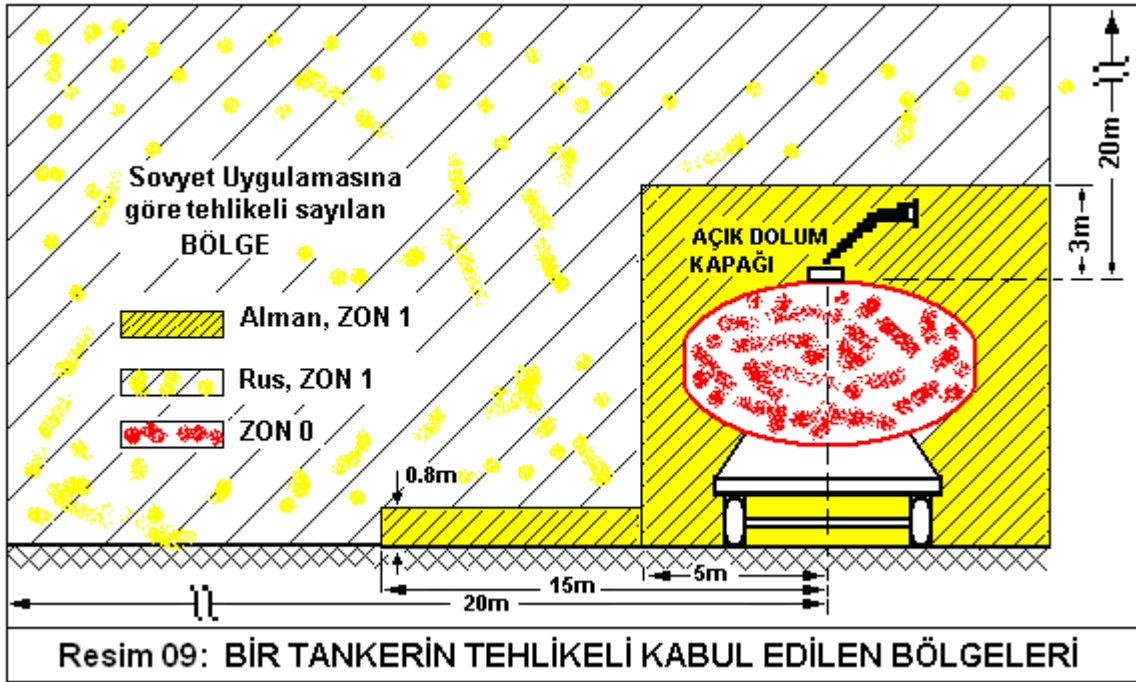 Sovyet Uygulamasına
göre tehlikeli sayılan
BÖLGE
Alman, ZON 1
Rus, ZON 1
ZON 0
AÇIK DOLUM
KAPAĞI
20m
3m
0.8m
5m
15m
20m
Resim 09: BİR TANKERİN TEHLİKELİ KABUL EDİLEN BÖLGELERİ